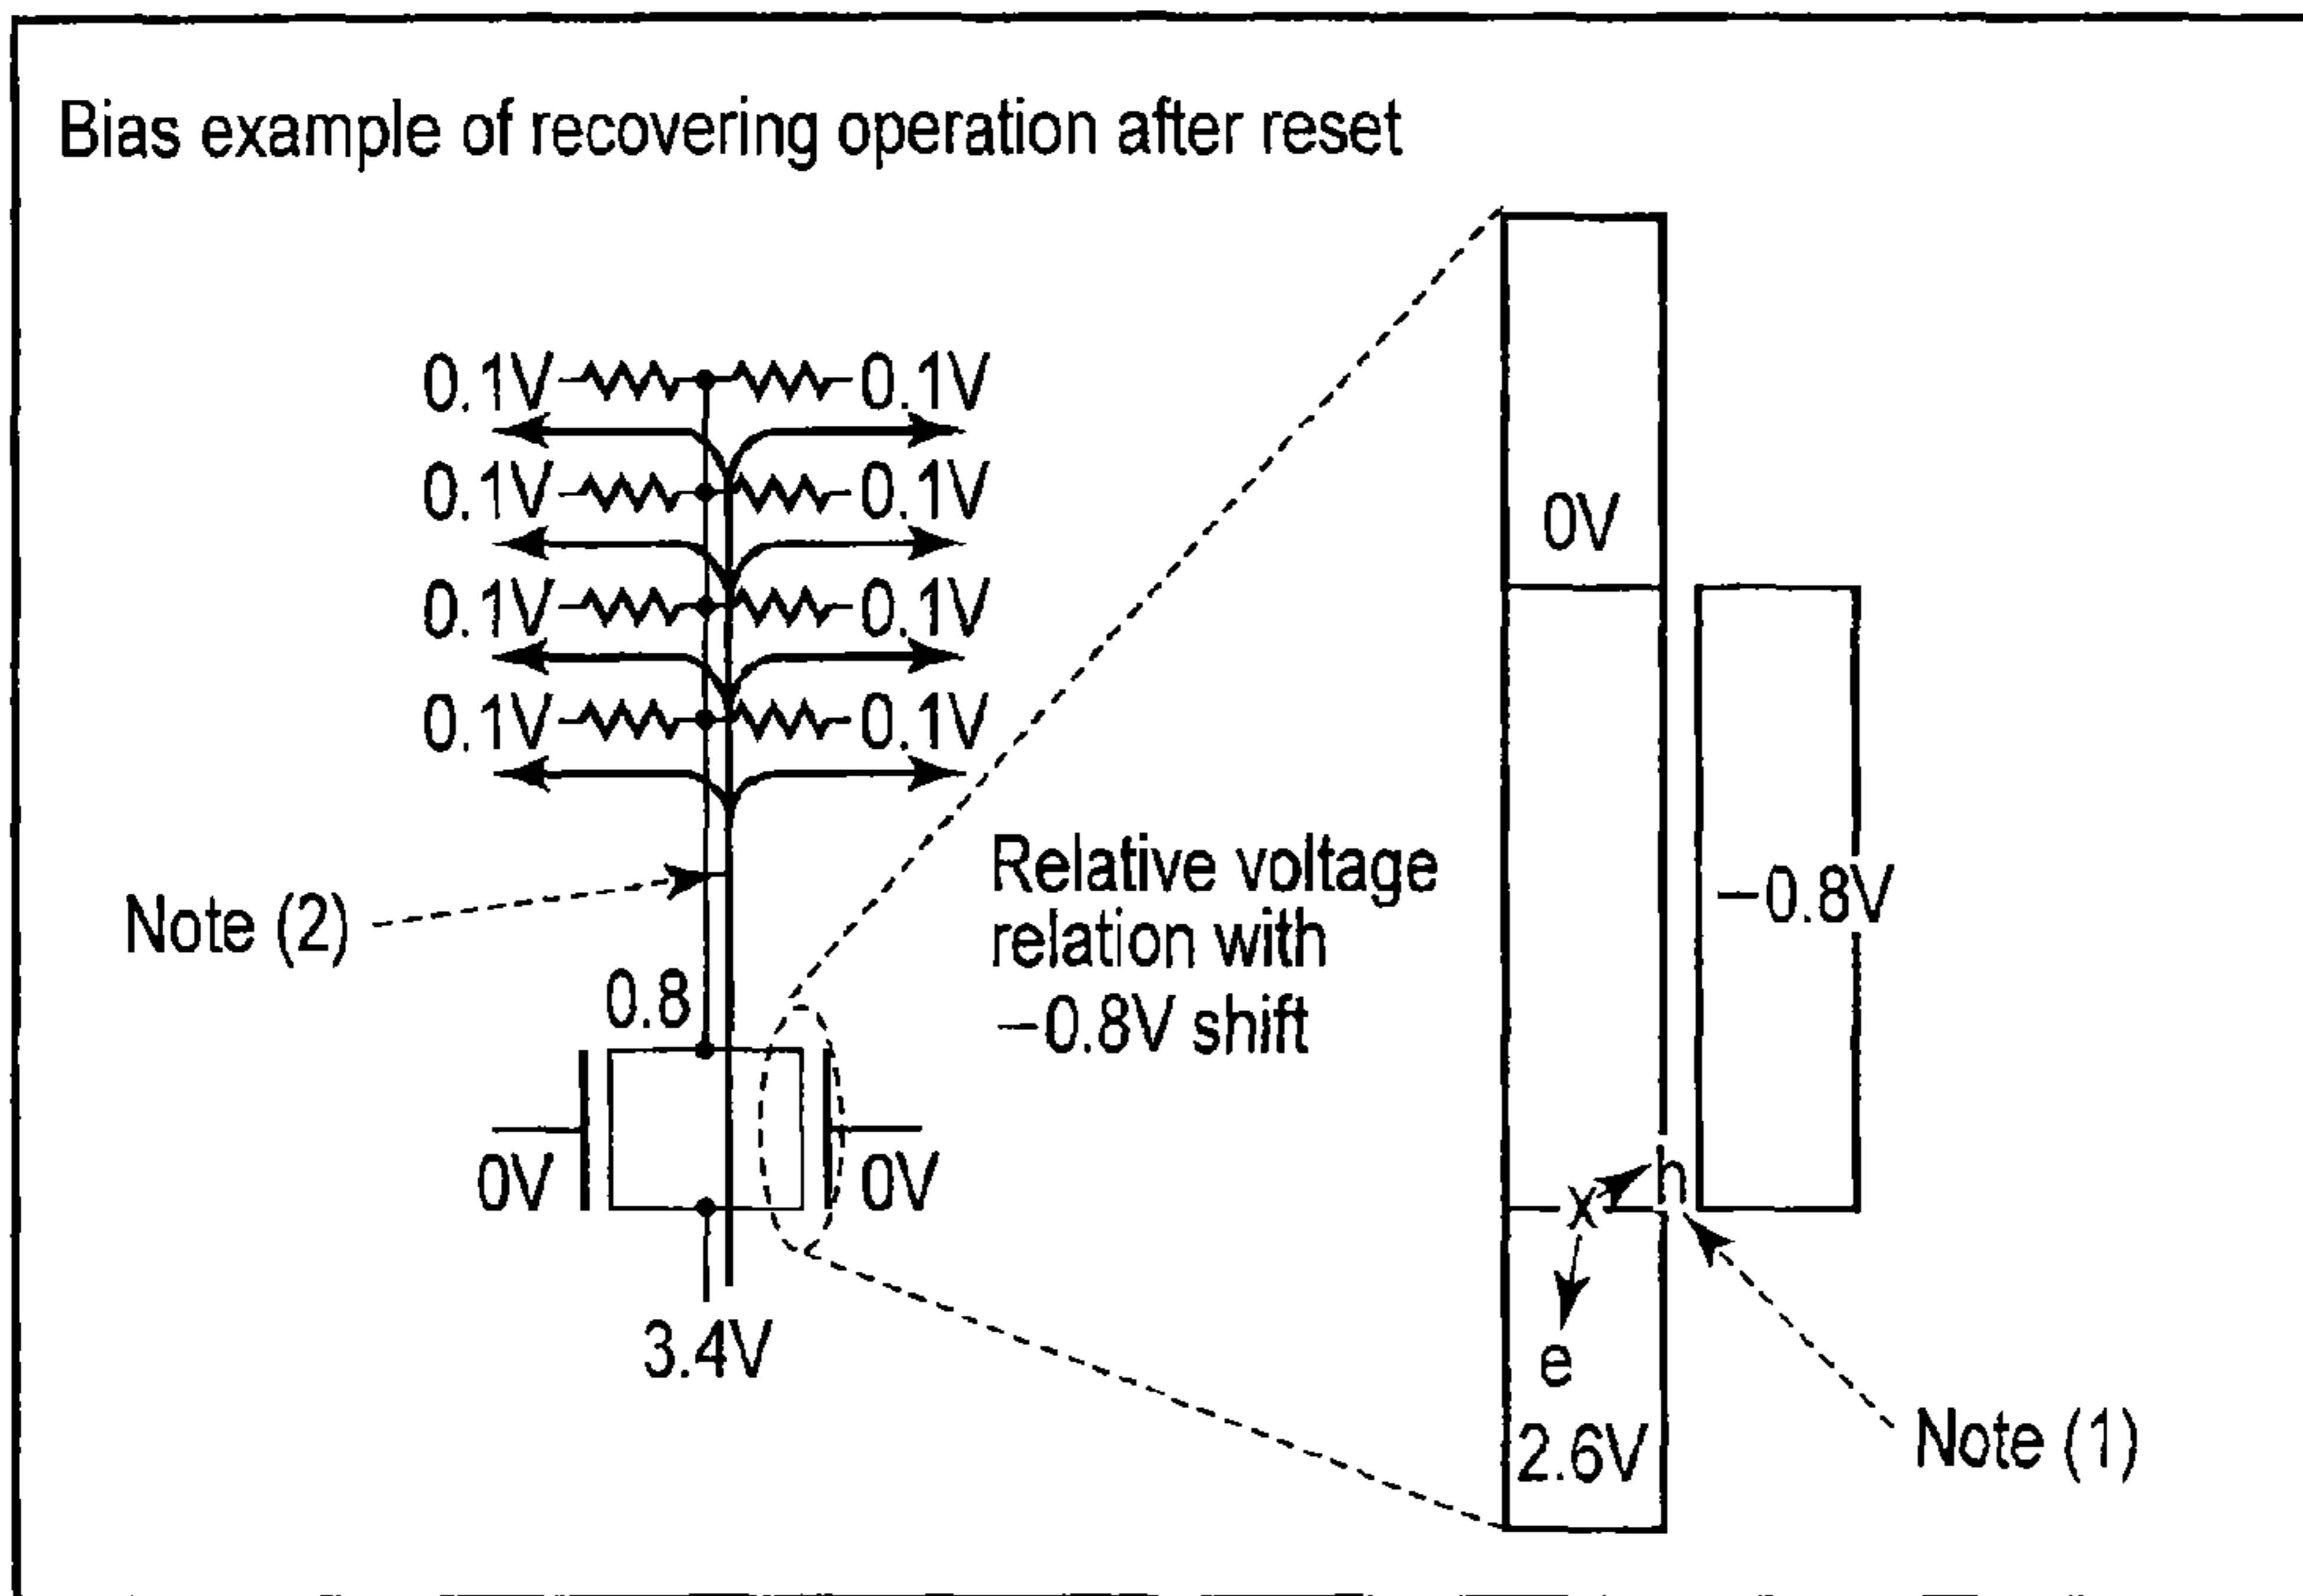 Bias example of recovering operation after reset
0.1V 0.1V
0.1V 0.1V
0.1V 0.1V
0.1V 0.1V
0V
Relative voltage
relation with
−0.8V shift
−0.8V
Note (2)
0.8
0V 0V
3.4V
x h
e
2.6V
Note (1)